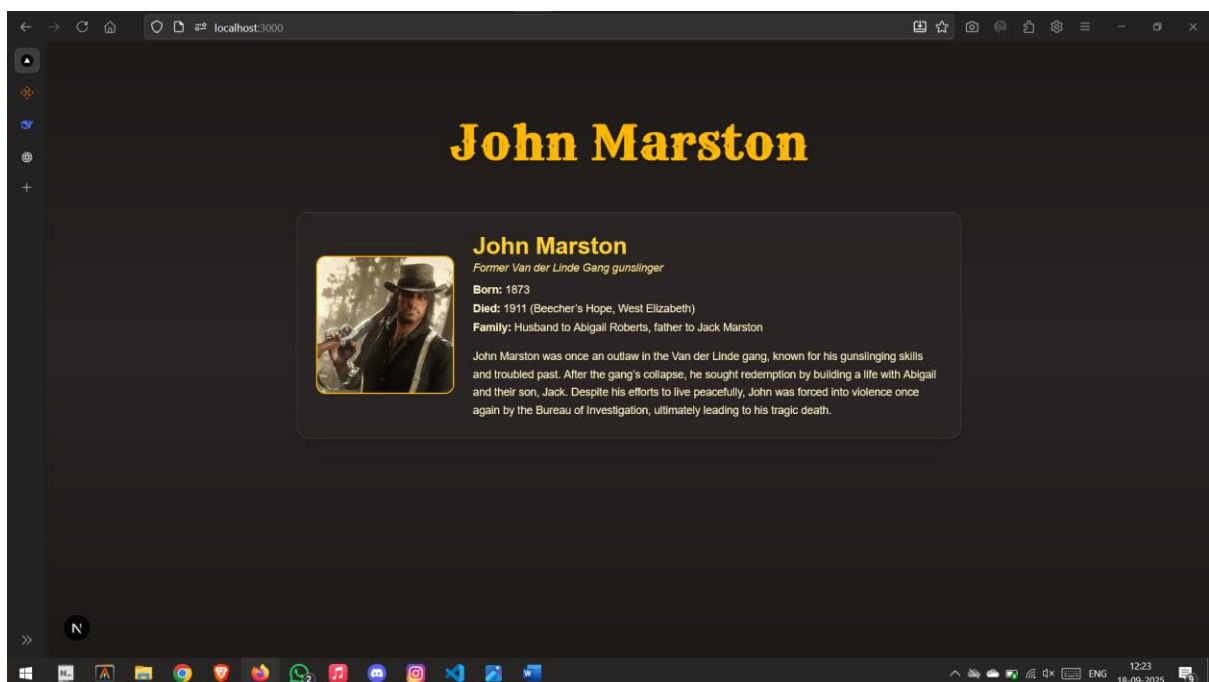 localhost:3000
John Marston
John Marston
Former Van der Linde Gang gunslinger
Born: 1873
Died: 1911 (Beecher’s Hope, West Elizabeth)
Family: Husband to Abigail Roberts, father to Jack Marston
John Marston was once an outlaw in the Van der Linde gang, known for his gunslinging skills
and troubled past. After the gang’s collapse, he sought redemption by building a life with Abigail
and their son, Jack. Despite his efforts to live peacefully, John was forced into violence once
again by the Bureau of Investigation, ultimately leading to his tragic death.
N
ENG
12:23
18-09-2025